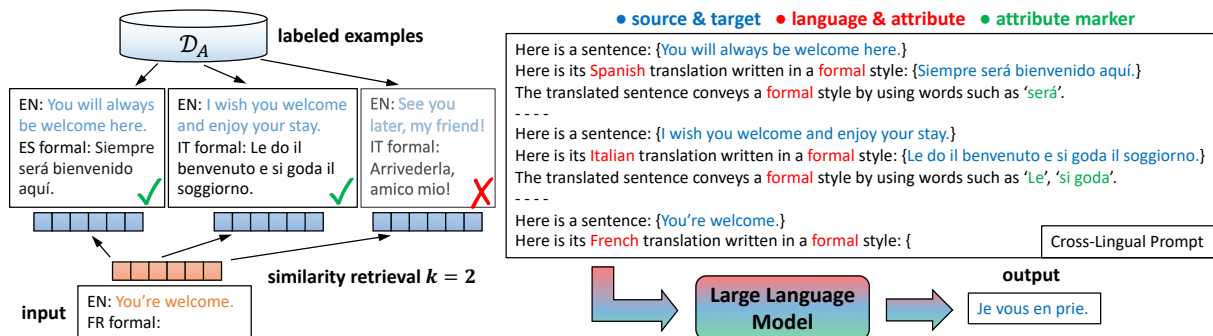 𝒟_A
labeled examples
EN: You will always
be welcome here.
ES formal: Siempre
será bienvenido
aquí.
EN: I wish you welcome
and enjoy your stay.
IT formal: Le do il
benvenuto e si goda il
soggiorno.
EN: See you
later, my friend!
IT formal:
Arrivederla,
amico mio!
similarity retrieval k = 2
input
EN: You're welcome.
FR formal:
● source & target ● language & attribute ● attribute marker
Here is a sentence: {You will always be welcome here.}
Here is its Spanish translation written in a formal style: {Siempre será bienvenido aquí.}
The translated sentence conveys a formal style by using words such as 'será'.
- - - -
Here is a sentence: {I wish you welcome and enjoy your stay.}
Here is its Italian translation written in a formal style: {Le do il benvenuto e si goda il soggiorno.}
The translated sentence conveys a formal style by using words such as 'Le', 'si goda'.
- - - -
Here is a sentence: {You're welcome.}
Here is its French translation written in a formal style: {
Cross-Lingual Prompt
Large Language
Model
output
Je vous en prie.